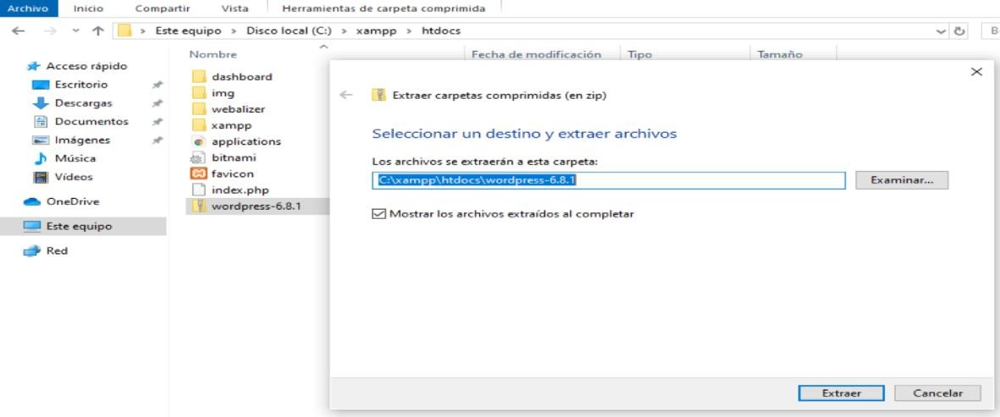 Archivo Inicio Compartir Vista Herramientas de carpeta comprimida
Este equipo > Disco local (C:) > xampp > htdocs
B
Nombre Fecha de modificación Tipo Tamaño
Acceso rápido
Escritorio
Descargas
Documentos
Imágenes
Música
Vídeos
OneDrive
Este equipo
Red
dashboard
img
webalizer
xampp
applications
bitnami
favicon
index.php
wordpress-6.8.1
Extraer carpetas comprimidas (en zip)
Seleccionar un destino y extraer archivos
Los archivos se extraerán a esta carpeta:
C:\xampp\htdocs\wordpress-6.8.1
Examinar...
Mostrar los archivos extraídos al completar
Extraer Cancelar